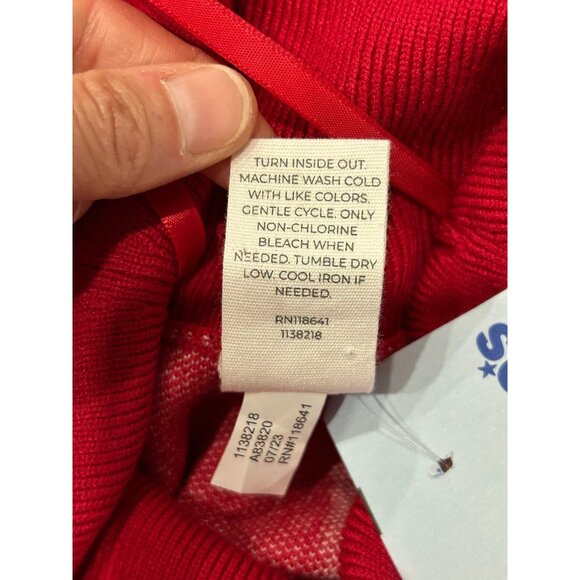 TURN INSIDE OUT.
MACHINE WASH COLD
WITH LIKE COLORS.
GENTLE CYCLE. ONLY
NON-CHLORINE
BLEACH WHEN
NEEDED. TUMBLE DRY
LOW. COOL IRON IF
NEEDED.
RN118641
1138218
1138218
A83820
07/23
RN#118641